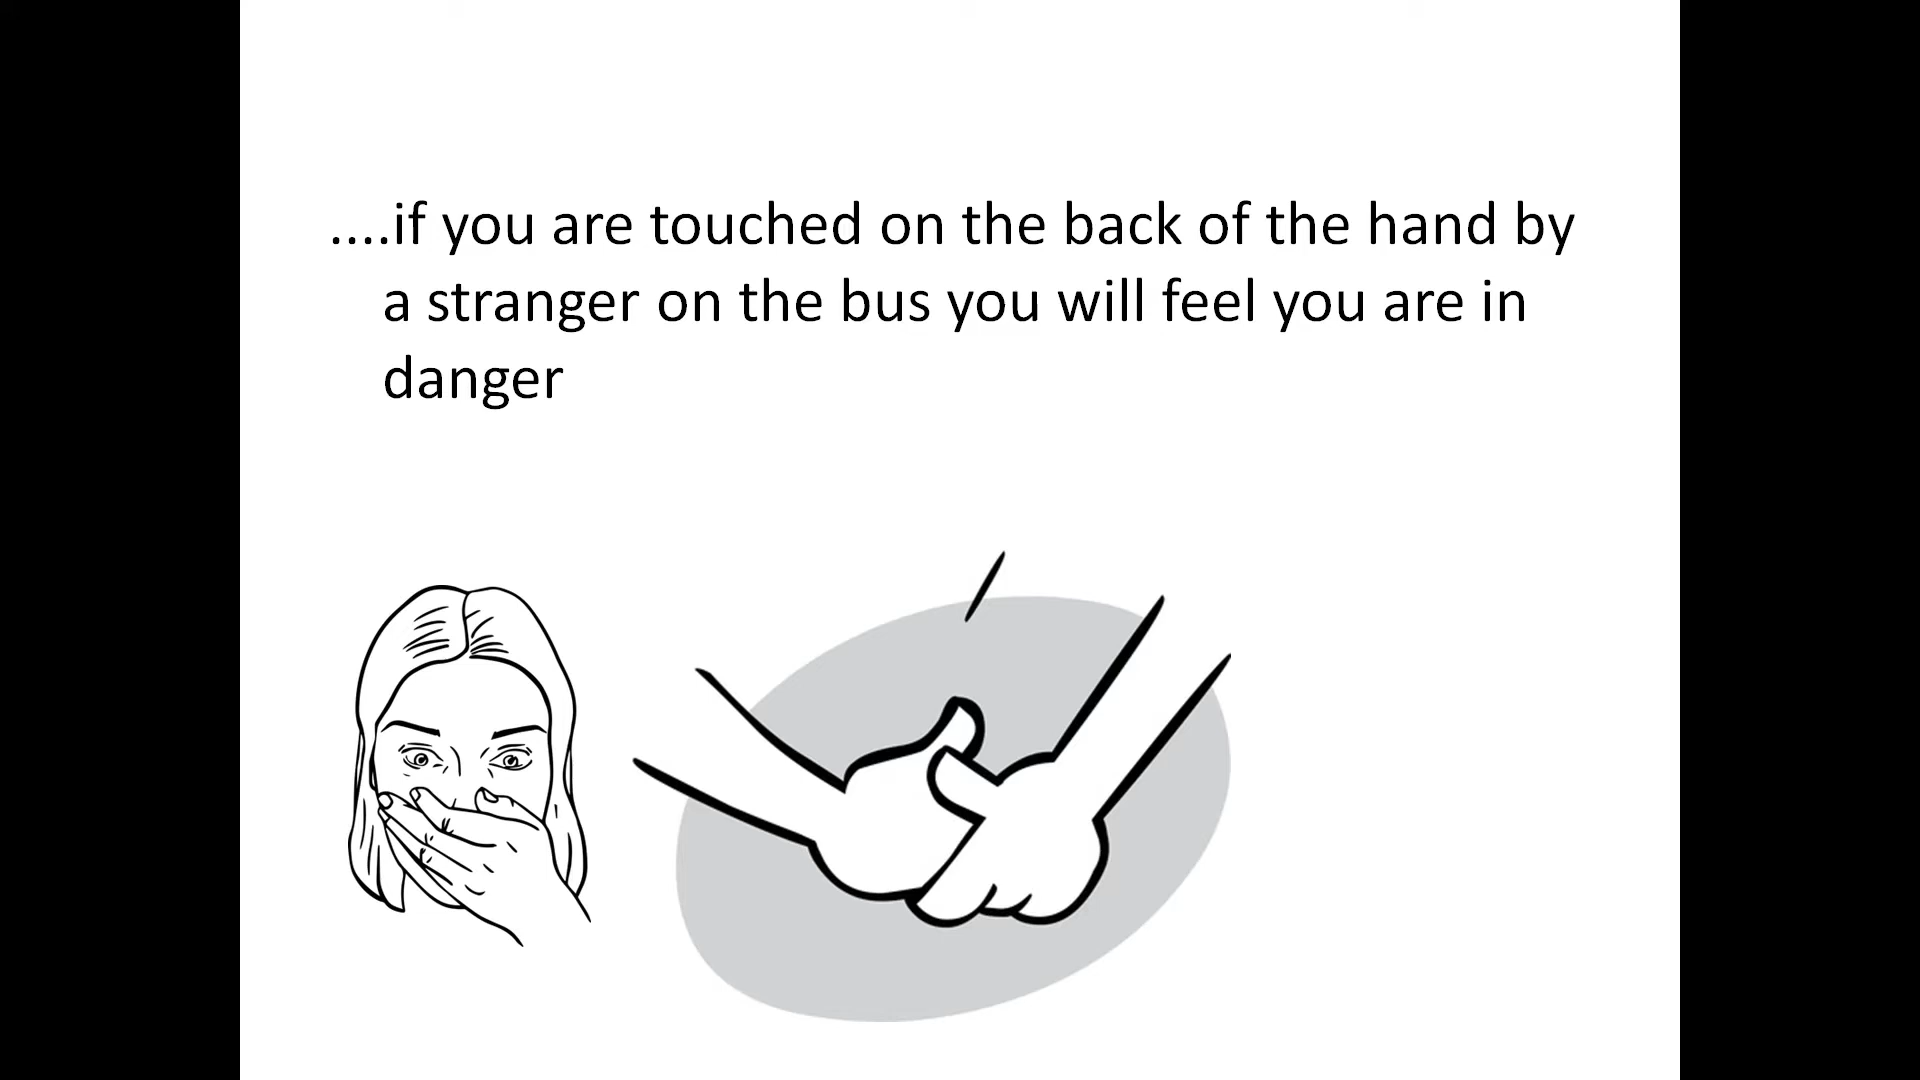 ....if you are touched on the back of the hand by
a stranger on the bus you will feel you are in
danger